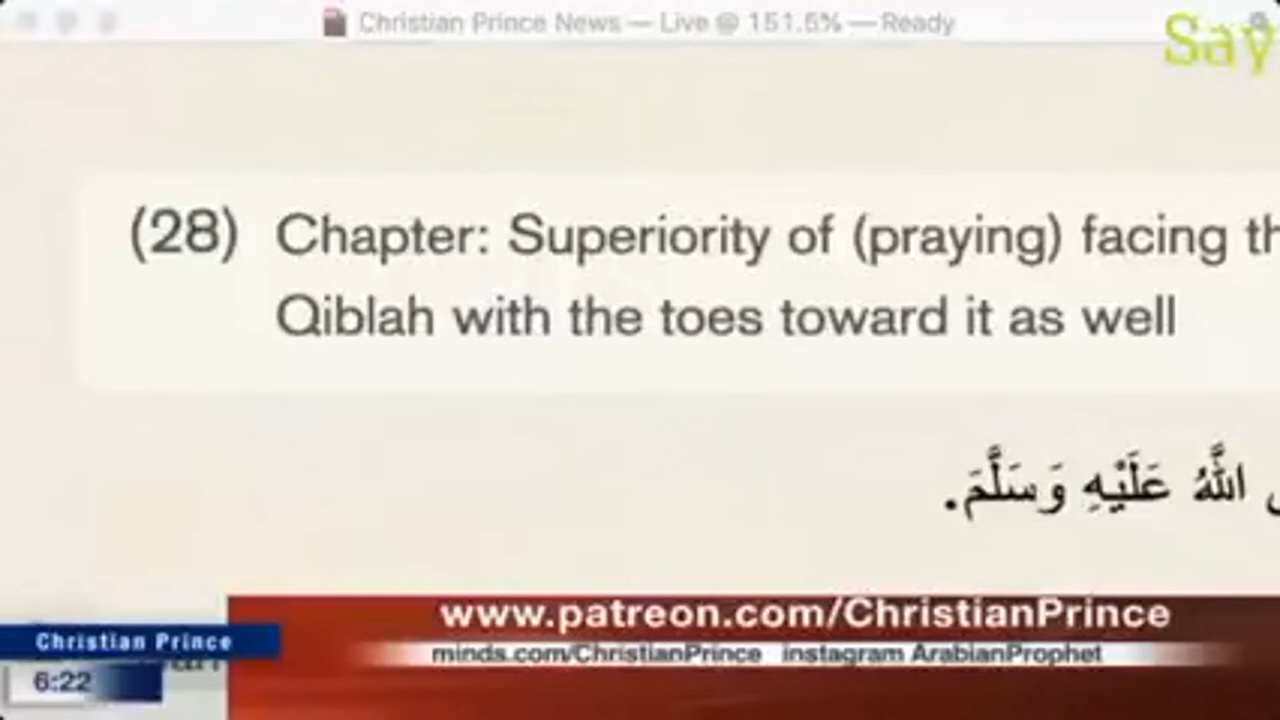 Christian Prince News — Live @ 151.5% — Ready
Say
(28) Chapter: Superiority of (praying) facing th
Qiblah with the toes toward it as well
اللَّهُ عَلَيْهِ وَسَلَّمَ.
www.patreon.com/ChristianPrince
Christian Prince
minds.com/ChristianPrince instagram ArabianProphet
6:22